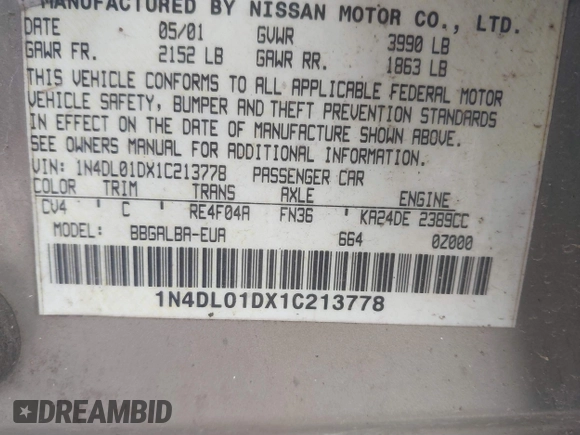 MANUFACTURED BY NISSAN MOTOR CO., LTD.
DATE 05/01 GVWR 3990 LB
GAWR FR. 2152 LB GAWR RR. 1863 LB
THIS VEHICLE CONFORMS TO ALL APPLICABLE FEDERAL MOTOR
VEHICLE SAFETY, BUMPER AND THEFT PREVENTION STANDARDS
IN EFFECT ON THE DATE OF MANUFACTURE SHOWN ABOVE.
SEE OWNERS MANUAL FOR ADDITIONAL INFORMATION
VIN: 1N4DL01DX1C213778 PASSENGER CAR
COLOR TRIM TRANS AXLE ENGINE
CV4 C RE4F04A FN36 KA24DE 2389CC
MODEL: BBGALBA-EUA 664 0Z000
1N4DL01DX1C213778
DREAMBID